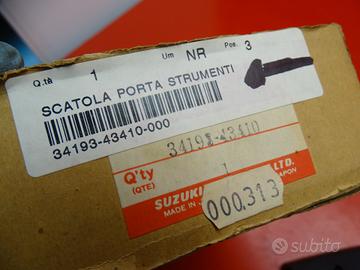 Q.tà 1 Um NR Pos. 3
SCATOLA PORTA STRUMENTI
34193-43410-000
34193-43410
Q'ty
(QTE)
1
SUZUKI LTD.
MADE IN JAPAN
000.313
subito